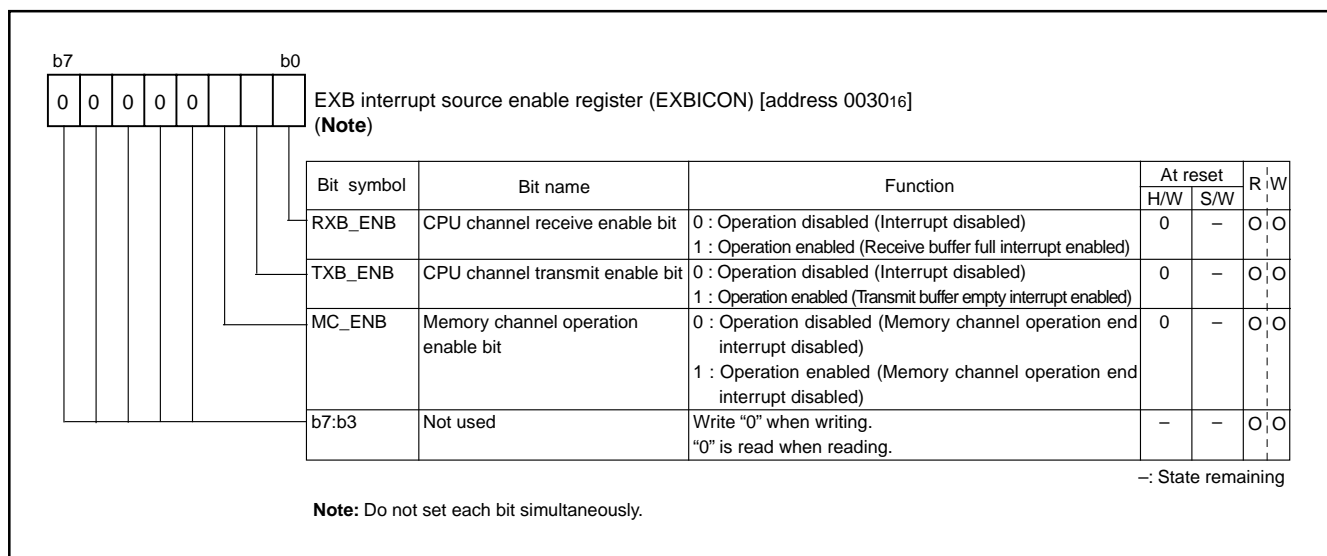 b7 b0
0 0 0 0 0
EXB interrupt source enable register (EXBICON) [address 003016]
(Note)
Bit symbol Bit name Function At reset R W
H/W S/W
RXB_ENB CPU channel receive enable bit 0 : Operation disabled (Interrupt disabled) 0 – O O
1 : Operation enabled (Receive buffer full interrupt enabled)
TXB_ENB CPU channel transmit enable bit 0 : Operation disabled (Interrupt disabled) 0 – O O
1 : Operation enabled (Transmit buffer empty interrupt enabled)
MC_ENB Memory channel operation 0 : Operation disabled (Memory channel operation end 0 – O O
enable bit interrupt disabled)
1 : Operation enabled (Memory channel operation end
interrupt disabled)
b7:b3 Not used Write “0” when writing. – – O O
“0” is read when reading.
–: State remaining
Note: Do not set each bit simultaneously.